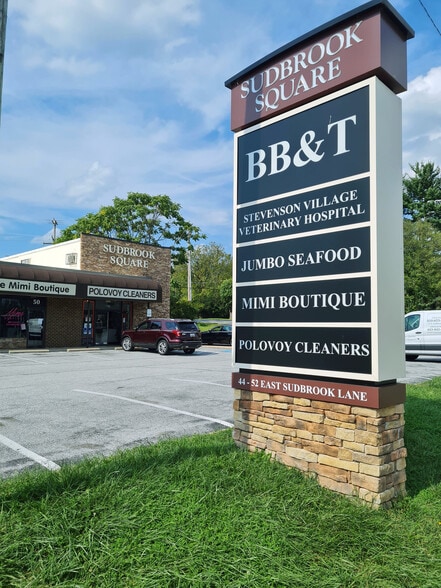 SUDBROOK
SQUARE
BB&T
STEVENSON VILLAGE
VETERINARY HOSPITAL
JUMBO SEAFOOD
MIMI BOUTIQUE
POLOVOY CLEANERS
44 - 52 EAST SUDBROOK LANE
SUDBROOK
SQUARE
e Mimi Boutique
POLOVOY CLEANERS
50